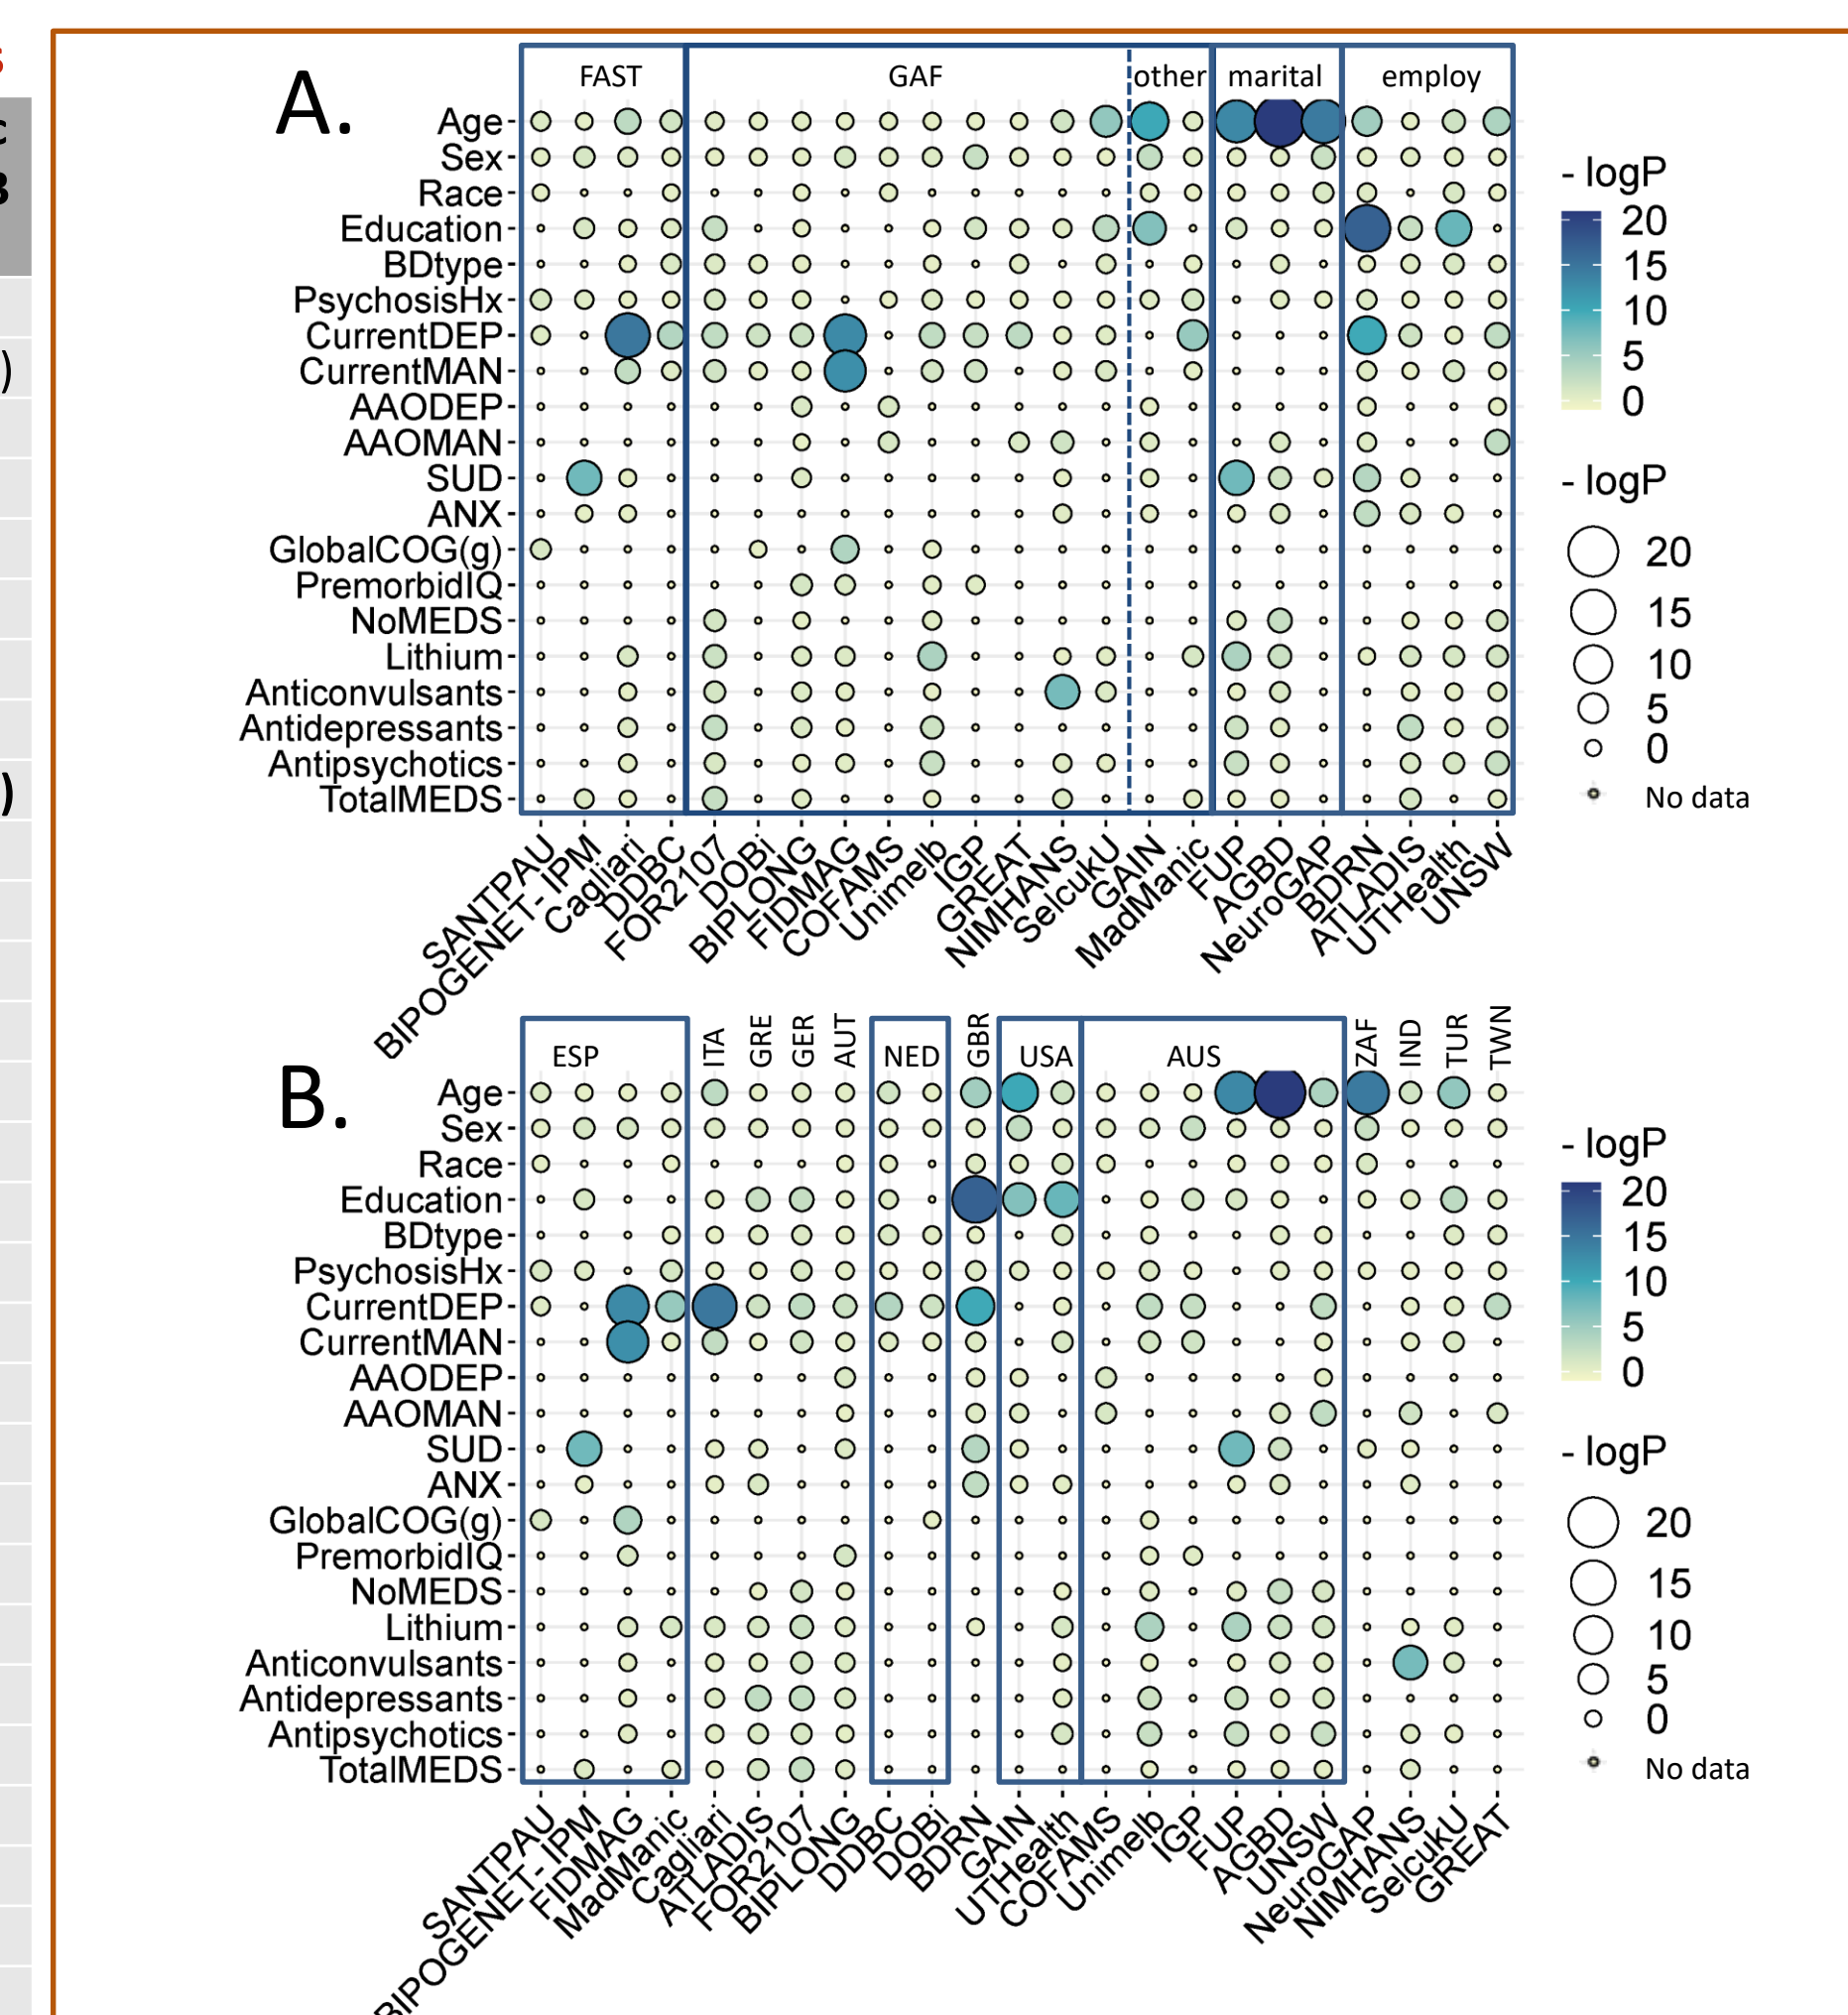 s
c
B
)
)
A.
FAST GAF other marital employ
Age
Sex
Race
Education
BDtype
PsychosisHx
CurrentDEP
CurrentMAN
AAODEP
AAOMAN
SUD
ANX
GlobalCOG(g)
PremorbidIQ
NoMEDS
Lithium
Anticonvulsants
Antidepressants
Antipsychotics
TotalMEDS
SANTPAU
BIPOGENET-IPM
Cagliari
DDBC
FOR2107
DOBi
BIPLONG
FIDMAG
COFAMS
Unimelb
IGP
GREAT
NIMHANS
SelcukU
GAIN
MadManic
FUP
AGBD
NeuroGAP
BDRN
ATLADIS
UTHealth
UNSW
- logP
20
15
10
5
0
- logP
20
15
10
5
0
No data
B.
ESP ITA GRE GER AUT NED GBR USA AUS ZAF IND TUR TWN
Age
Sex
Race
Education
BDtype
PsychosisHx
CurrentDEP
CurrentMAN
AAODEP
AAOMAN
SUD
ANX
GlobalCOG(g)
PremorbidIQ
NoMEDS
Lithium
Anticonvulsants
Antidepressants
Antipsychotics
TotalMEDS
SANTPAU
BIPOGENET-IPM
FIDMAG
MadManic
Cagliari
ATLADIS
FOR2107
BIPLONG
DDBC
DOBi
BDRN
GAIN
UTHealth
COFAMS
Unimelb
IGP
FUP
AGBD
UNSW
NeuroGAP
NIMHANS
SelcukU
GREAT
- logP
20
15
10
5
0
- logP
20
15
10
5
0
No data